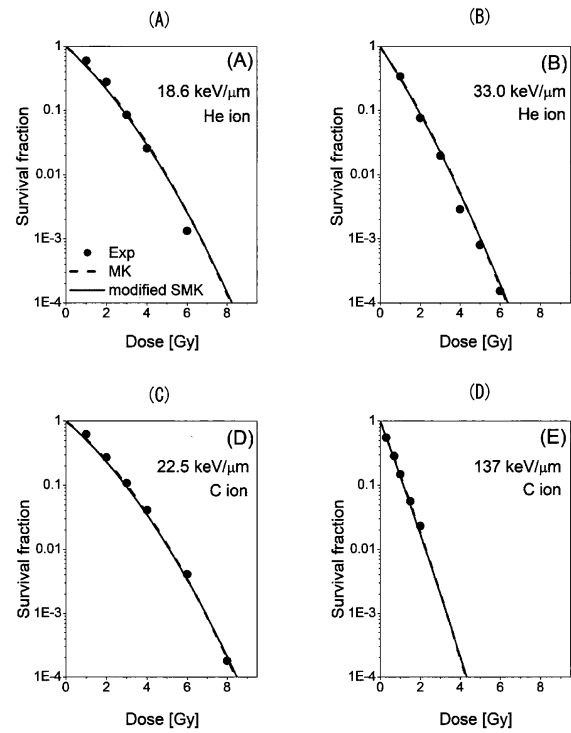 (A)
(A)
18.6 keV/μm
He ion
Survival fraction
1
0.1
0.01
1E-3
1E-4
Exp
MK
modified SMK
0 2 4 6 8
Dose [Gy]
(B)
(B)
33.0 keV/μm
He ion
Survival fraction
1
0.1
0.01
1E-3
1E-4
0 2 4 6 8
Dose [Gy]
(C)
(D)
22.5 keV/μm
C ion
Survival fraction
1
0.1
0.01
1E-3
1E-4
0 2 4 6 8
Dose [Gy]
(D)
(E)
137 keV/μm
C ion
Survival fraction
1
0.1
0.01
1E-3
1E-4
0 2 4 6 8
Dose [Gy]